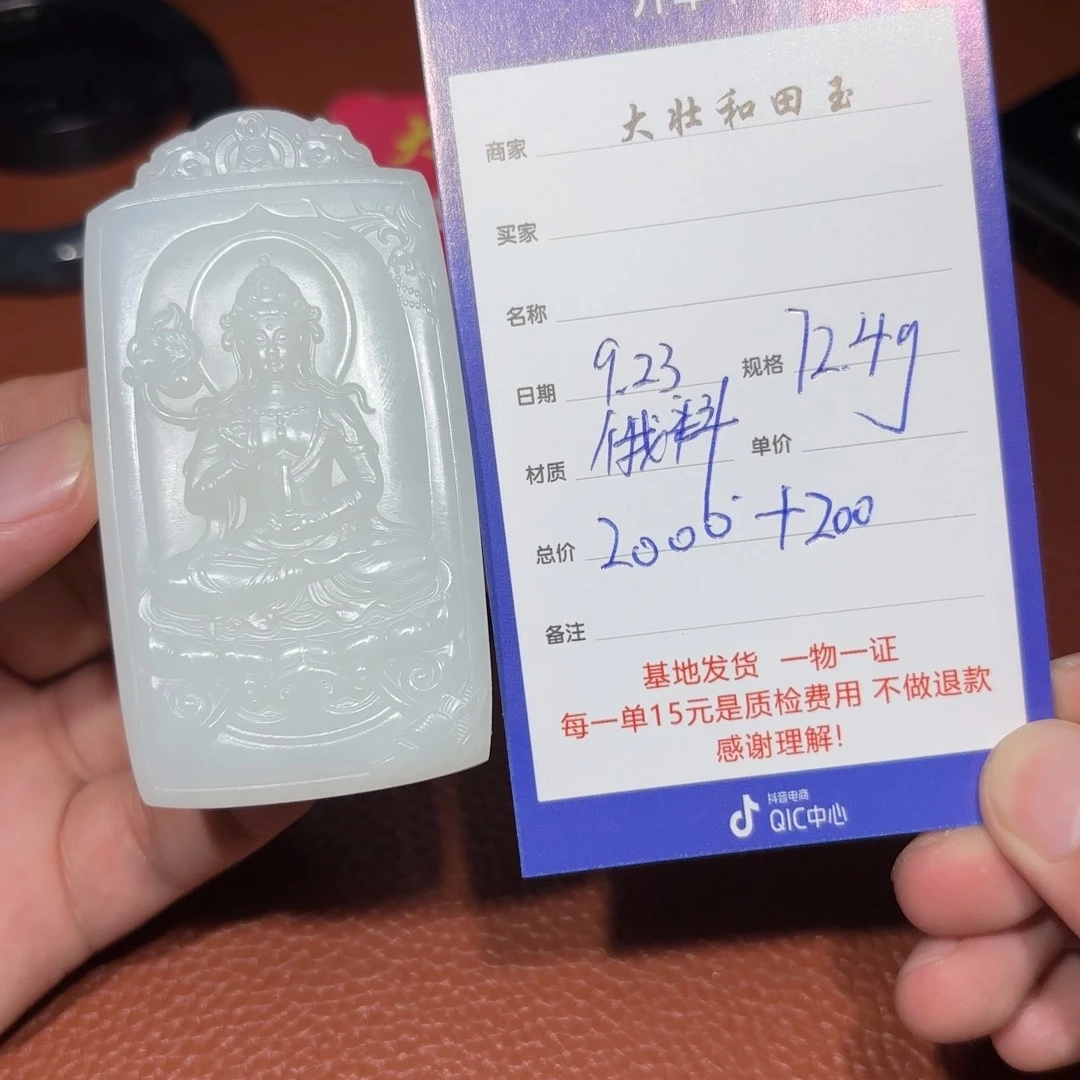 商家 大壮和田玉
买家
名称
日期 9.23 规格 72.4g
材质 俄料 单价
总价 2000+200
备注
基地发货 一物一证
每一单15元是质检费用 不做退款
感谢理解!
抖音电商
QIC中心